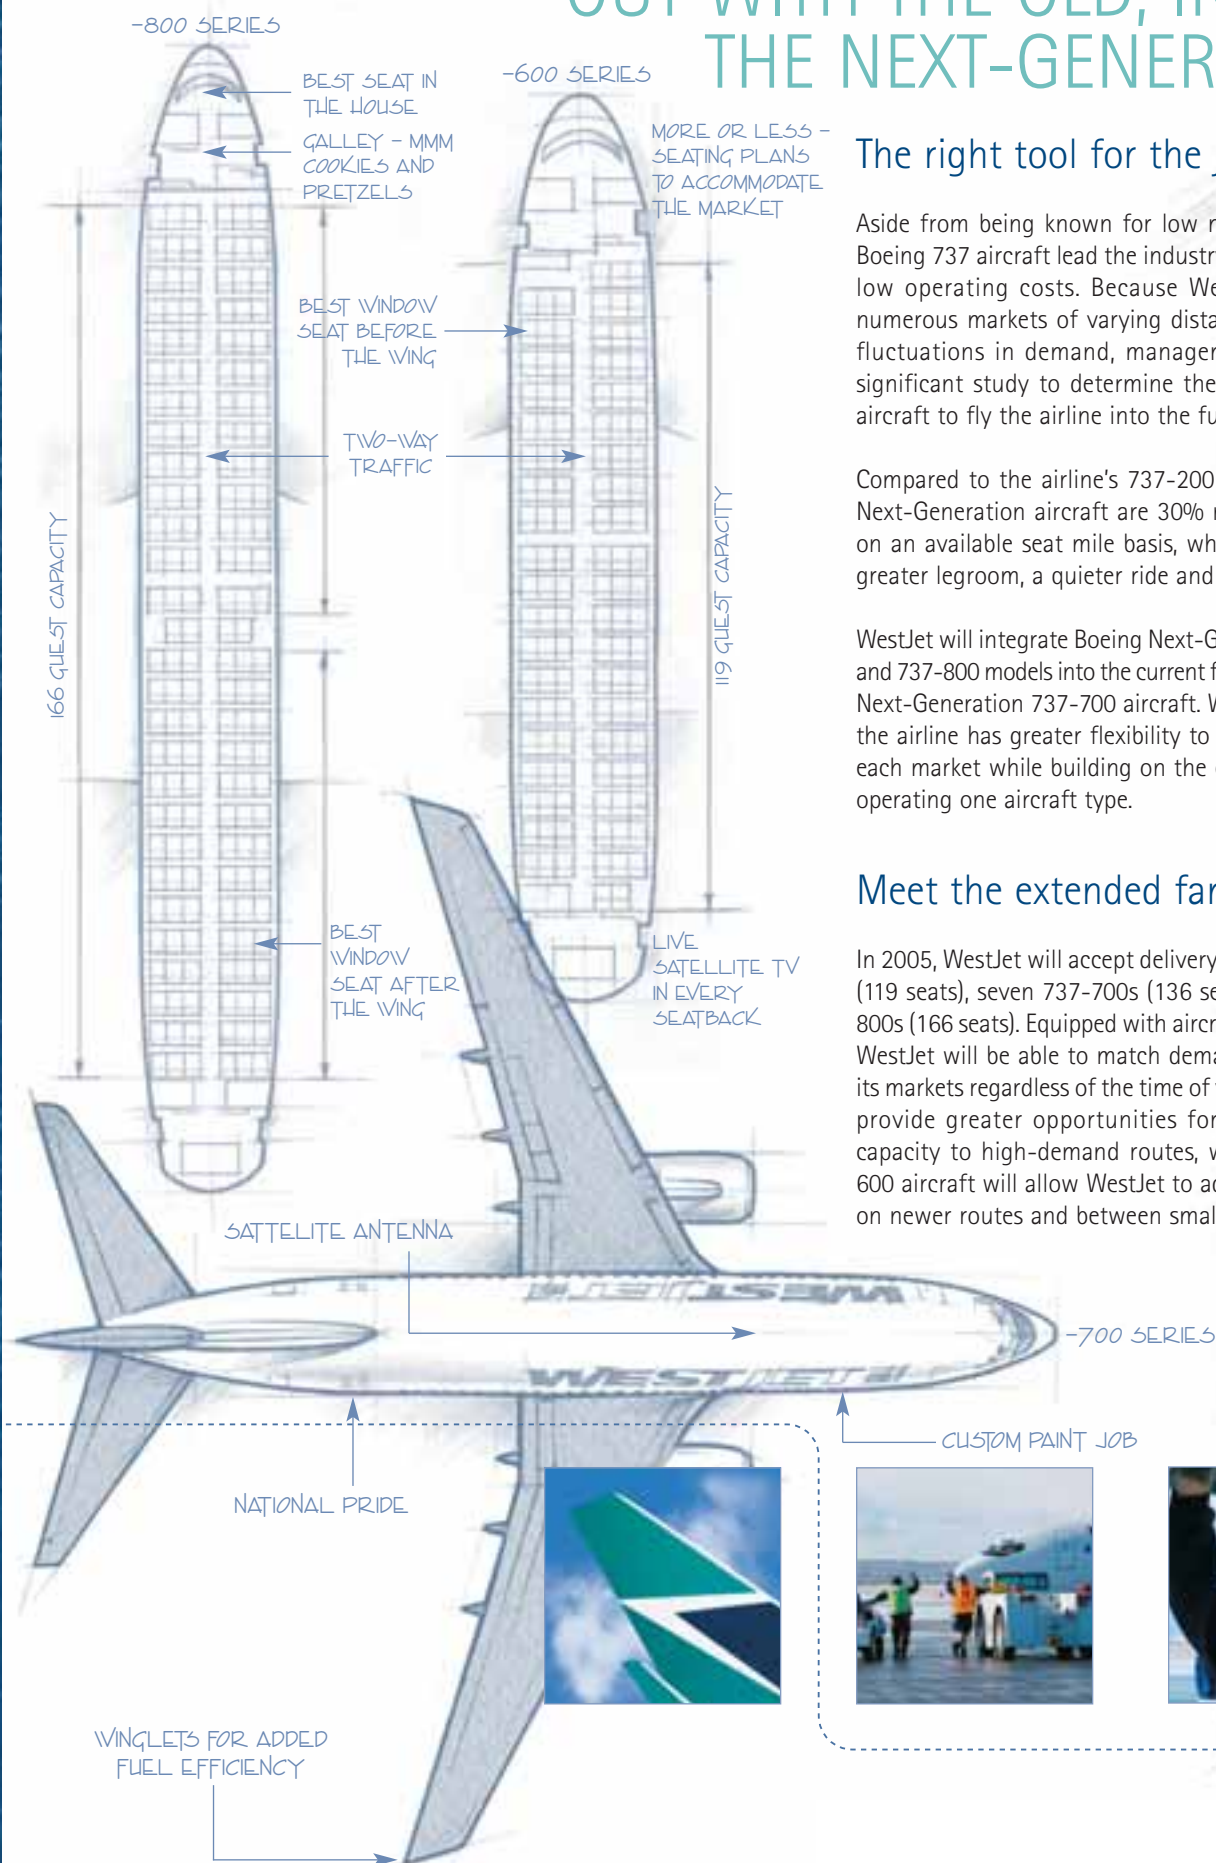 OUT WITH THE OLD, IN
THE NEXT-GENER
-800 SERIES
BEST SEAT IN
THE HOUSE
GALLEY - MMM
COOKIES AND
PRETZELS
-600 SERIES
MORE OR LESS -
SEATING PLANS
TO ACCOMMODATE
THE MARKET
BEST WINDOW
SEAT BEFORE
THE WING
TWO-WAY
TRAFFIC
166 GUEST CAPACITY
119 GUEST CAPACITY
BEST
WINDOW
SEAT AFTER
THE WING
LIVE
SATELLITE TV
IN EVERY
SEATBACK
The right tool for the
Aside from being known for low
Boeing 737 aircraft lead the industry
low operating costs. Because We
numerous markets of varying dista
fluctuations in demand, manager
significant study to determine the
aircraft to fly the airline into the fu
Compared to the airline's 737-200
Next-Generation aircraft are 30%
on an available seat mile basis, wh
greater legroom, a quieter ride and
WestJet will integrate Boeing Next-G
and 737-800 models into the current f
Next-Generation 737-700 aircraft. W
the airline has greater flexibility to
each market while building on the
operating one aircraft type.
Meet the extended fa
In 2005, WestJet will accept delivery
(119 seats), seven 737-700s (136 se
800s (166 seats). Equipped with aircr
WestJet will be able to match dema
its markets regardless of the time of
provide greater opportunities for
capacity to high-demand routes, w
600 aircraft will allow WestJet to ad
on newer routes and between smal
SATTELITE ANTENNA
WESTJET
WESTJET
-700 SERIES
CUSTOM PAINT JOB
NATIONAL PRIDE
WINGLETS FOR ADDED
FUEL EFFICIENCY